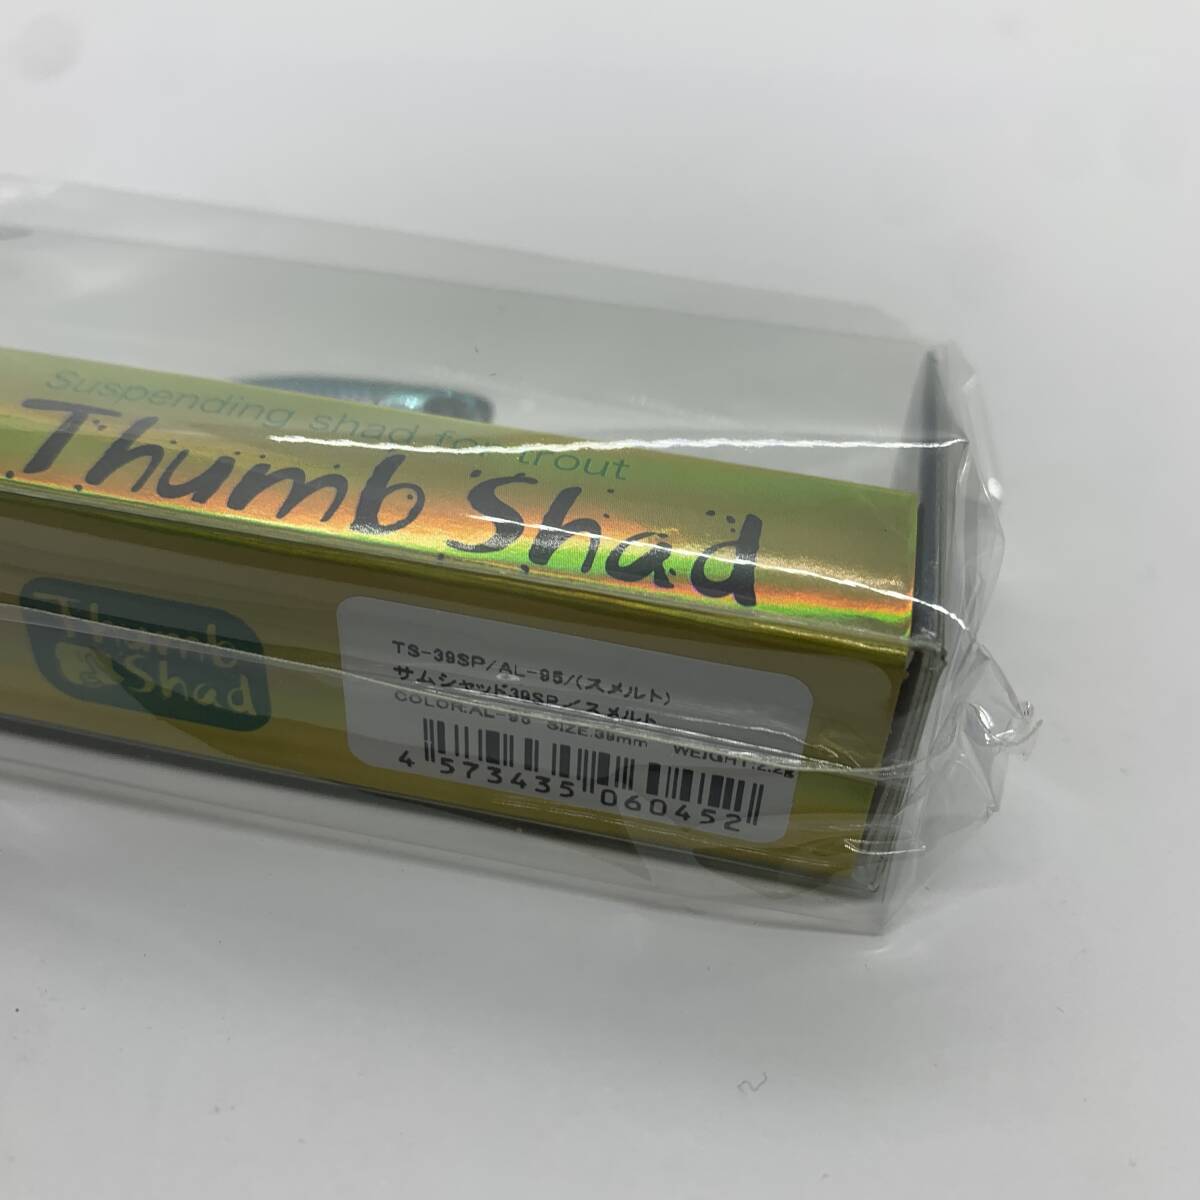 Suspending shad for trout
Thumb Shad
Thumb
Shad
TS-39SP/AL-95/(スメルト)
サムシャッド39SP/スメルト
COLOR:AL-95 SIZE:39mm WEIGHT:2.2g
4 573435 060452